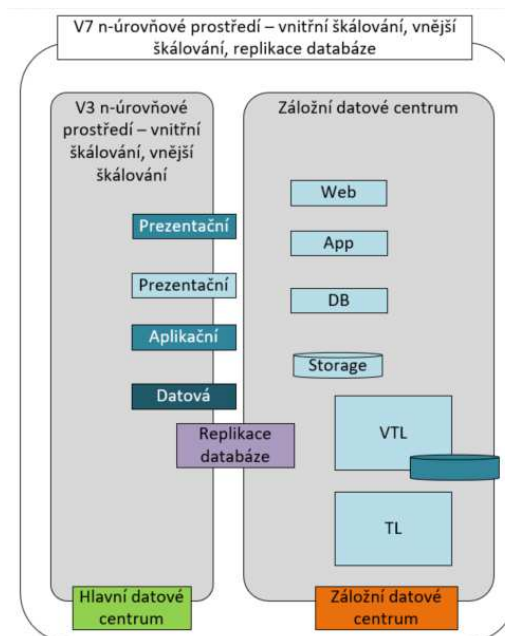 V7 n-úrovňové prostředí – vnitřní škálování, vnější
škálování, replikace databáze
V3 n-úrovňové
prostředí – vnitřní
škálování, vnější
škálování
Prezentační
Prezentační
Aplikační
Datová
Replikace
databáze
Hlavní datové
centrum
Záložní datové centrum
Web
App
DB
Storage
VTL
TL
Záložní datové
centrum